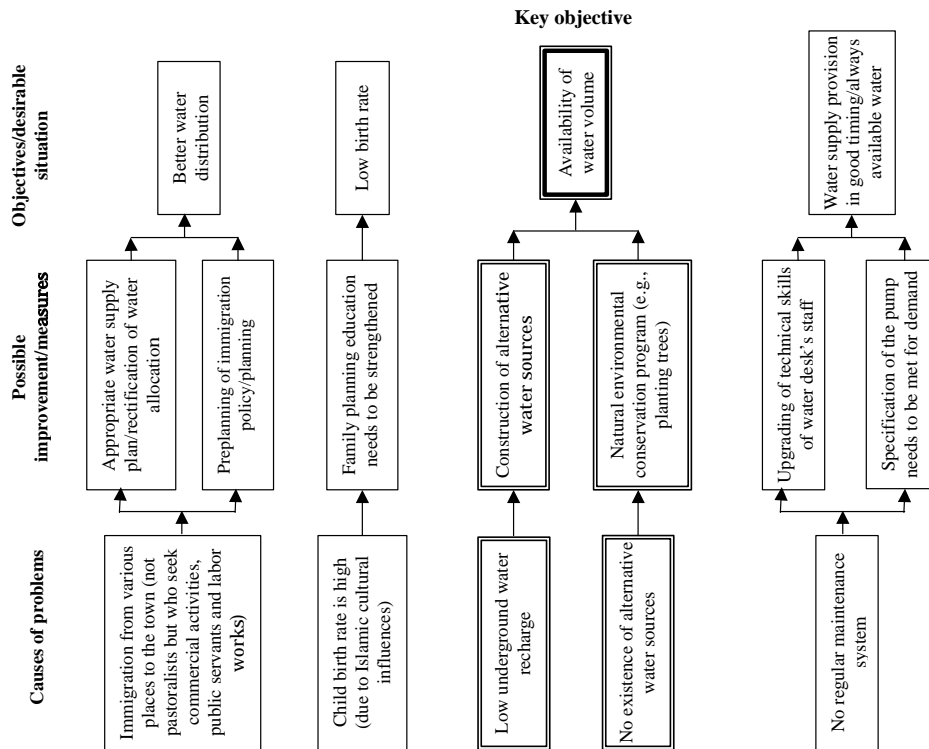 Key objective
Causes of problems
Possible
improvement/measures
Objectives/desirable
situation
Immigration from various
places to the town (not
pastoralists but who seek
commercial activities,
public servants and labor
works)
Appropriate water supply
plan/rectification of water
allocation
Preplanning of immigration
policy/planning
Better water
distribution
Child birth rate is high
(due to Islamic cultural
influences)
Family planning education
needs to be strengthened
Low birth rate
Low underground water
recharge
Construction of alternative
water sources
No existence of alternative
water sources
Natural environmental
conservation program (e.g.,
planting trees)
Availability of
water volume
No regular maintenance
system
Upgrading of technical skills
of water desk's staff
Specification of the pump
needs to be met for demand
Water supply provision
in good timing/always
available water